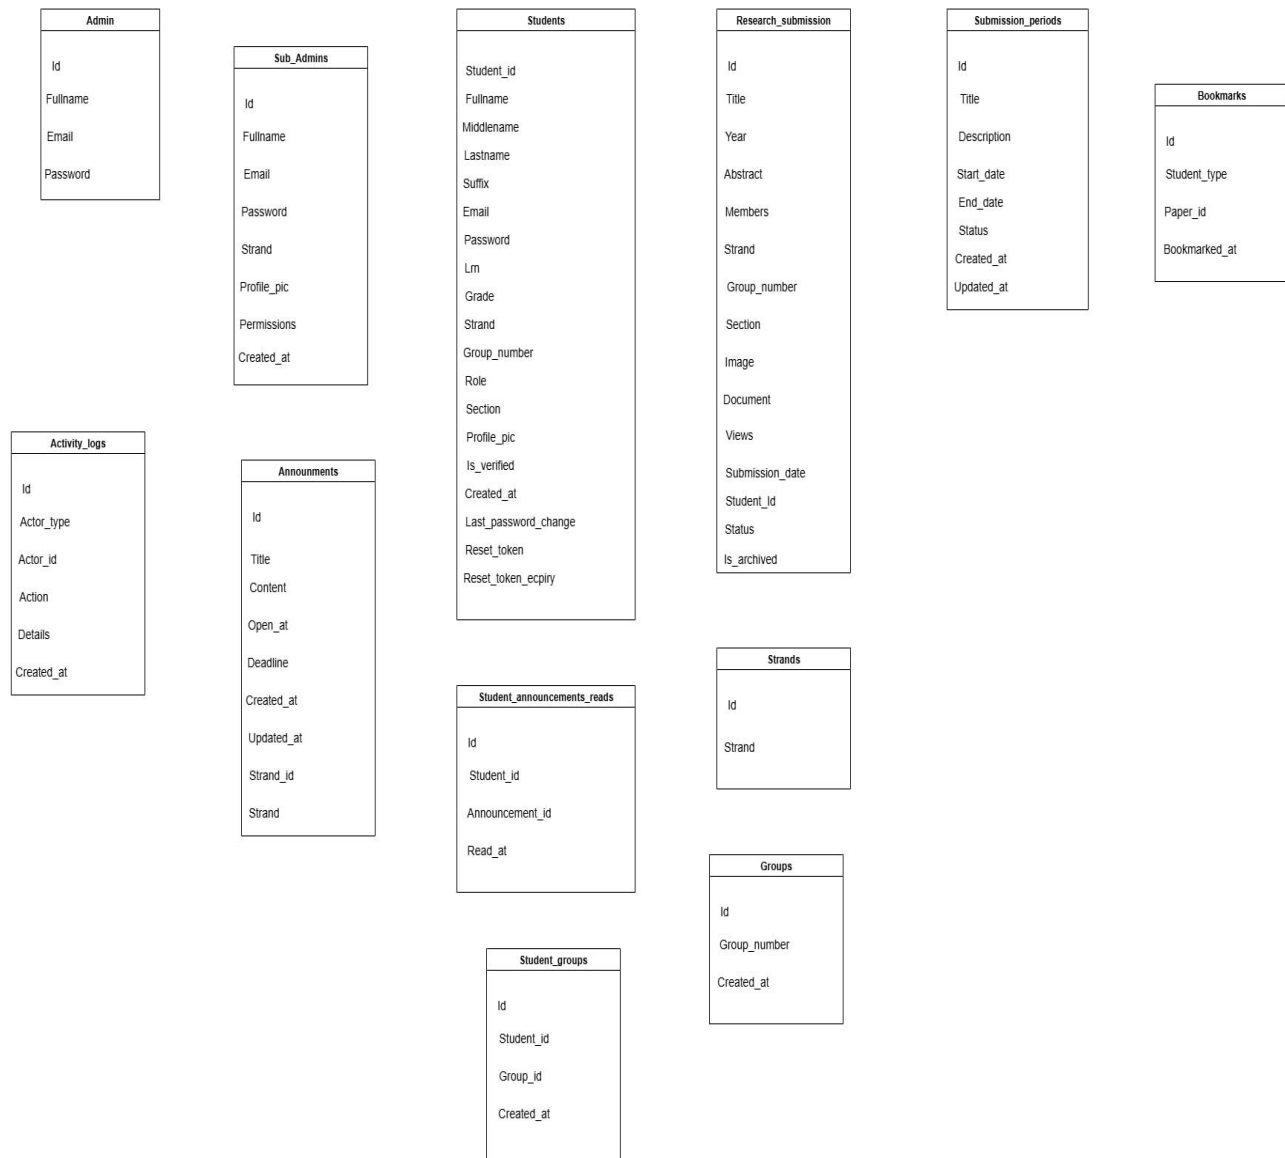 Admin
Id
Fullname
Email
Password
Sub_Admins
Id
Fullname
Email
Password
Strand
Profile_pic
Permissions
Created_at
Students
Student_id
Fullname
Middlename
Lastname
Suffix
Email
Password
Lrn
Grade
Strand
Group_number
Role
Section
Profile_pic
Is_verified
Created_at
Last_password_change
Reset_token
Reset_token_ecpiry
Research_submission
Id
Title
Year
Abstract
Members
Strand
Group_number
Section
Image
Document
Views
Submission_date
Student_Id
Status
Is_archived
Submission_periods
Id
Title
Description
Start_date
End_date
Status
Created_at
Updated_at
Bookmarks
Id
Student_type
Paper_id
Bookmarked_at
Activity_logs
Id
Actor_type
Actor_id
Action
Details
Created_at
Announments
Id
Title
Content
Open_at
Deadline
Created_at
Updated_at
Strand_id
Strand
Student_announcements_reads
Id
Student_id
Announcement_id
Read_at
Strands
Id
Strand
Groups
Id
Group_number
Created_at
Student_groups
Id
Student_id
Group_id
Created_at